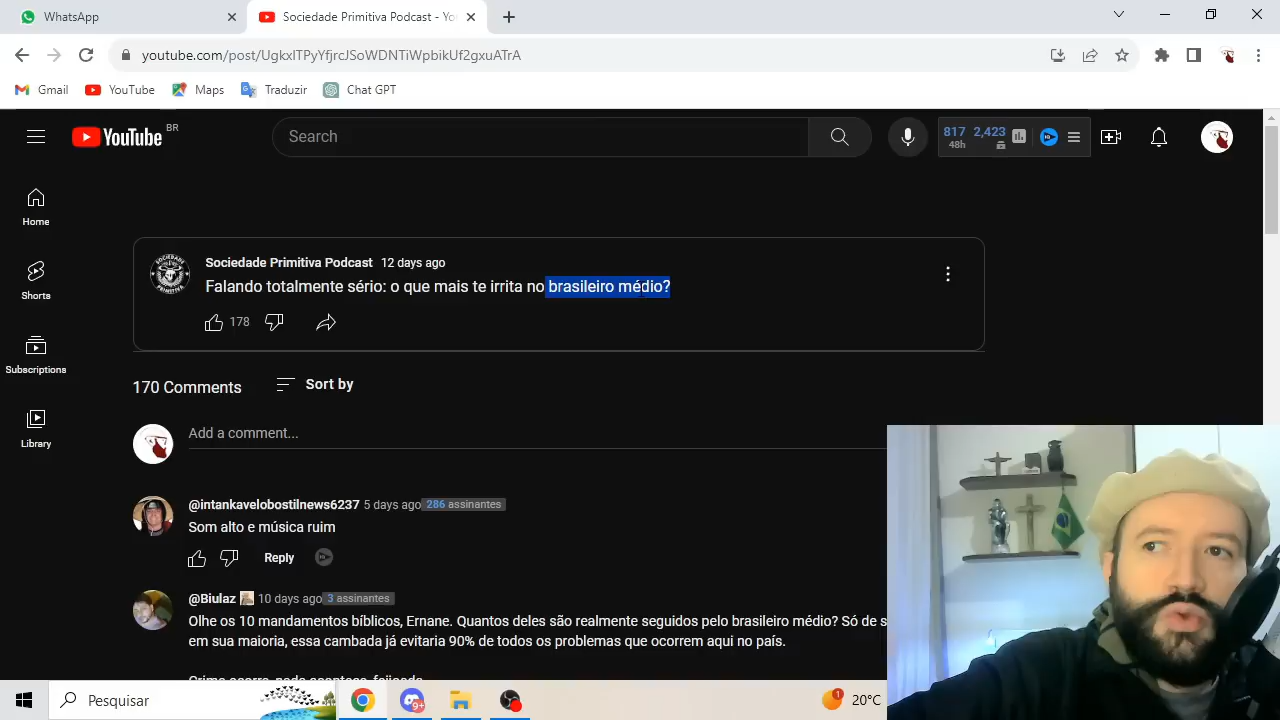 WhatsApp
Sociedade Primitiva Podcast - Yo
youtube.com/post/UgkxlTPyYfjrcJSoWDNTiWpbikUf2gxuATrA
Gmail YouTube Maps Traduzir Chat GPT
YouTube BR
Search
817 2,423
48h
Home
Shorts
Subscriptions
Library
Sociedade Primitiva Podcast 12 days ago
Falando totalmente sério: o que mais te irrita no brasileiro médio?
178
170 Comments Sort by
Add a comment...
@intankavelobostilnews6237 5 days ago 286 assinantes
Som alto e música ruim
Reply
@Biulaz 10 days ago 3 assinantes
Olhe os 10 mandamentos bíblicos, Ernane. Quantos deles são realmente seguidos pelo brasileiro médio? Só de s
em sua maioria, essa cambada já evitaria 90% de todos os problemas que ocorrem aqui no país.
Pesquisar
9+
1
20°C